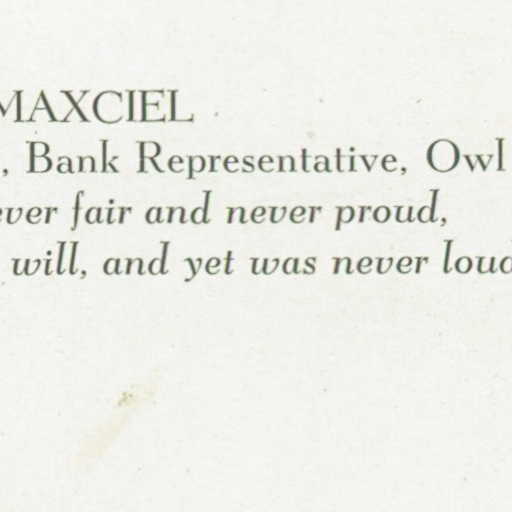 MAXCIEL
, Bank Representative, Owl
ever fair and never proud,
will, and yet was never loud